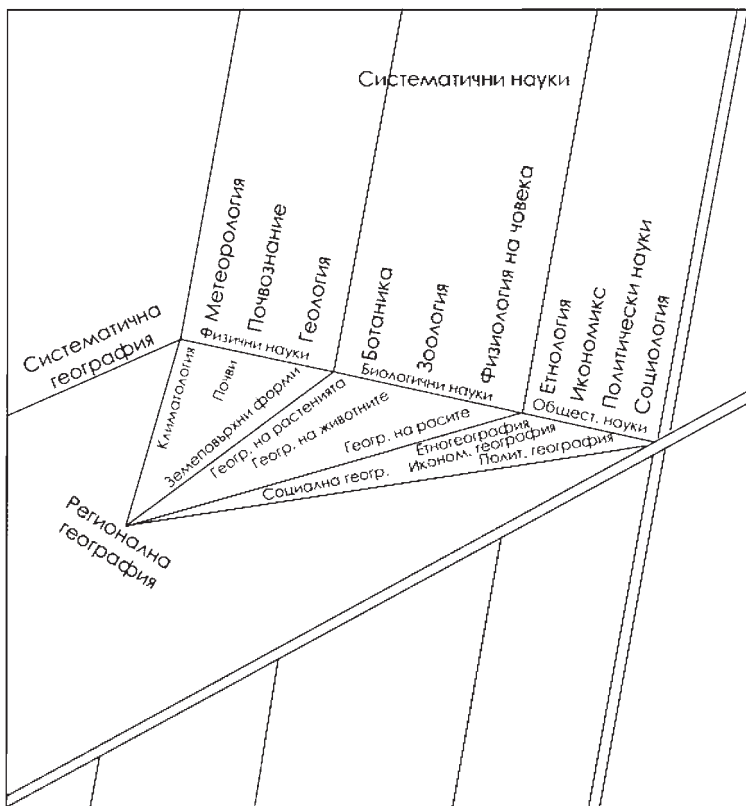 Систематични науки
Метеорология
Почвознание
Геология
Ботаника
Зоология
Физиология на човека
Етнология
Икономикс
Политически науки
Социология
Систематична
география
Физични науки
Биологични науки
Общест. науки
Климатология
Почви
Земеповърхни форми
Геогр. на растенията
Геогр. на животните
Геогр. на расите
Етногеография
Иконом. география
Полит. география
Социална геогр.
Регионална
география